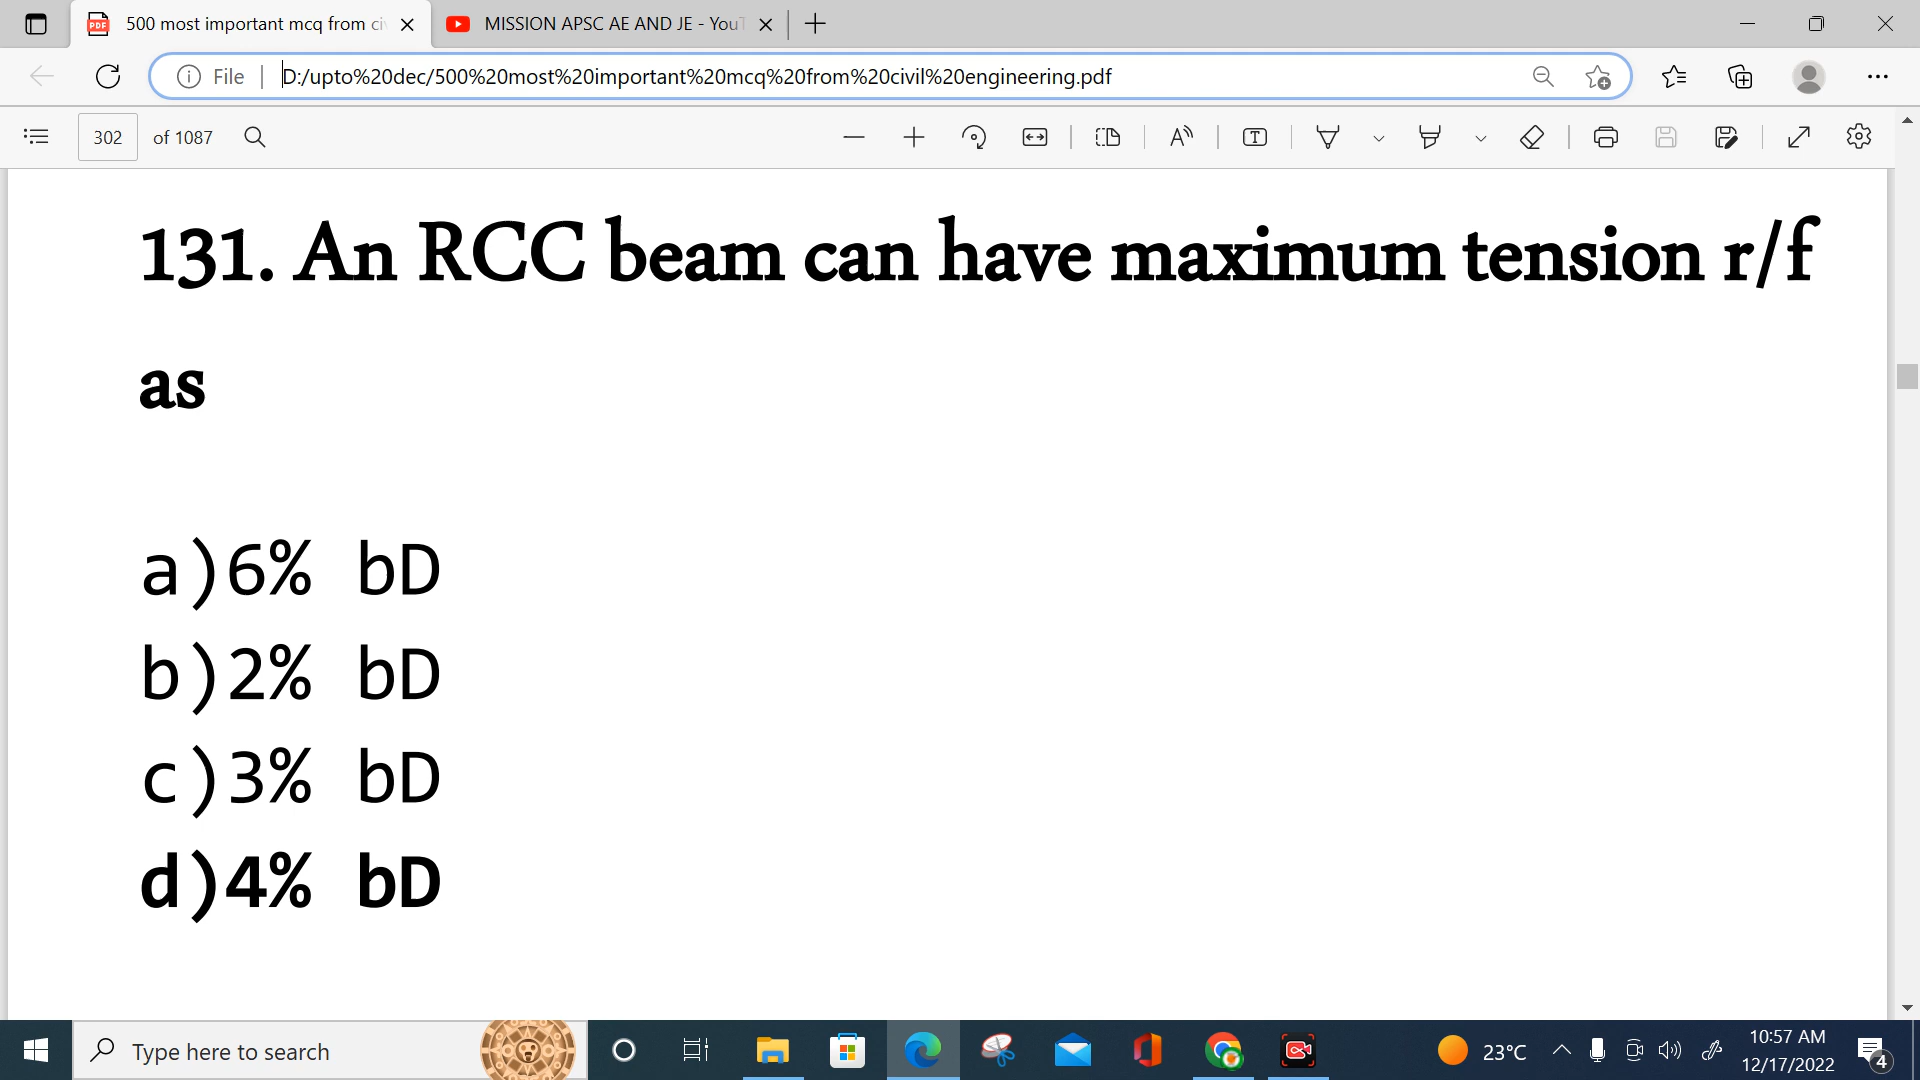 500 most important mcq from ci
MISSION APSC AE AND JE - YouT
File
D:/upto%20dec/500%20most%20important%20mcq%20from%20civil%20engineering.pdf
302 of 1087
131. An RCC beam can have maximum tension r/f
as
a)6% bD
b)2% bD
c)3% bD
d)4% bD
Type here to search
23°C
10:57 AM
12/17/2022
4